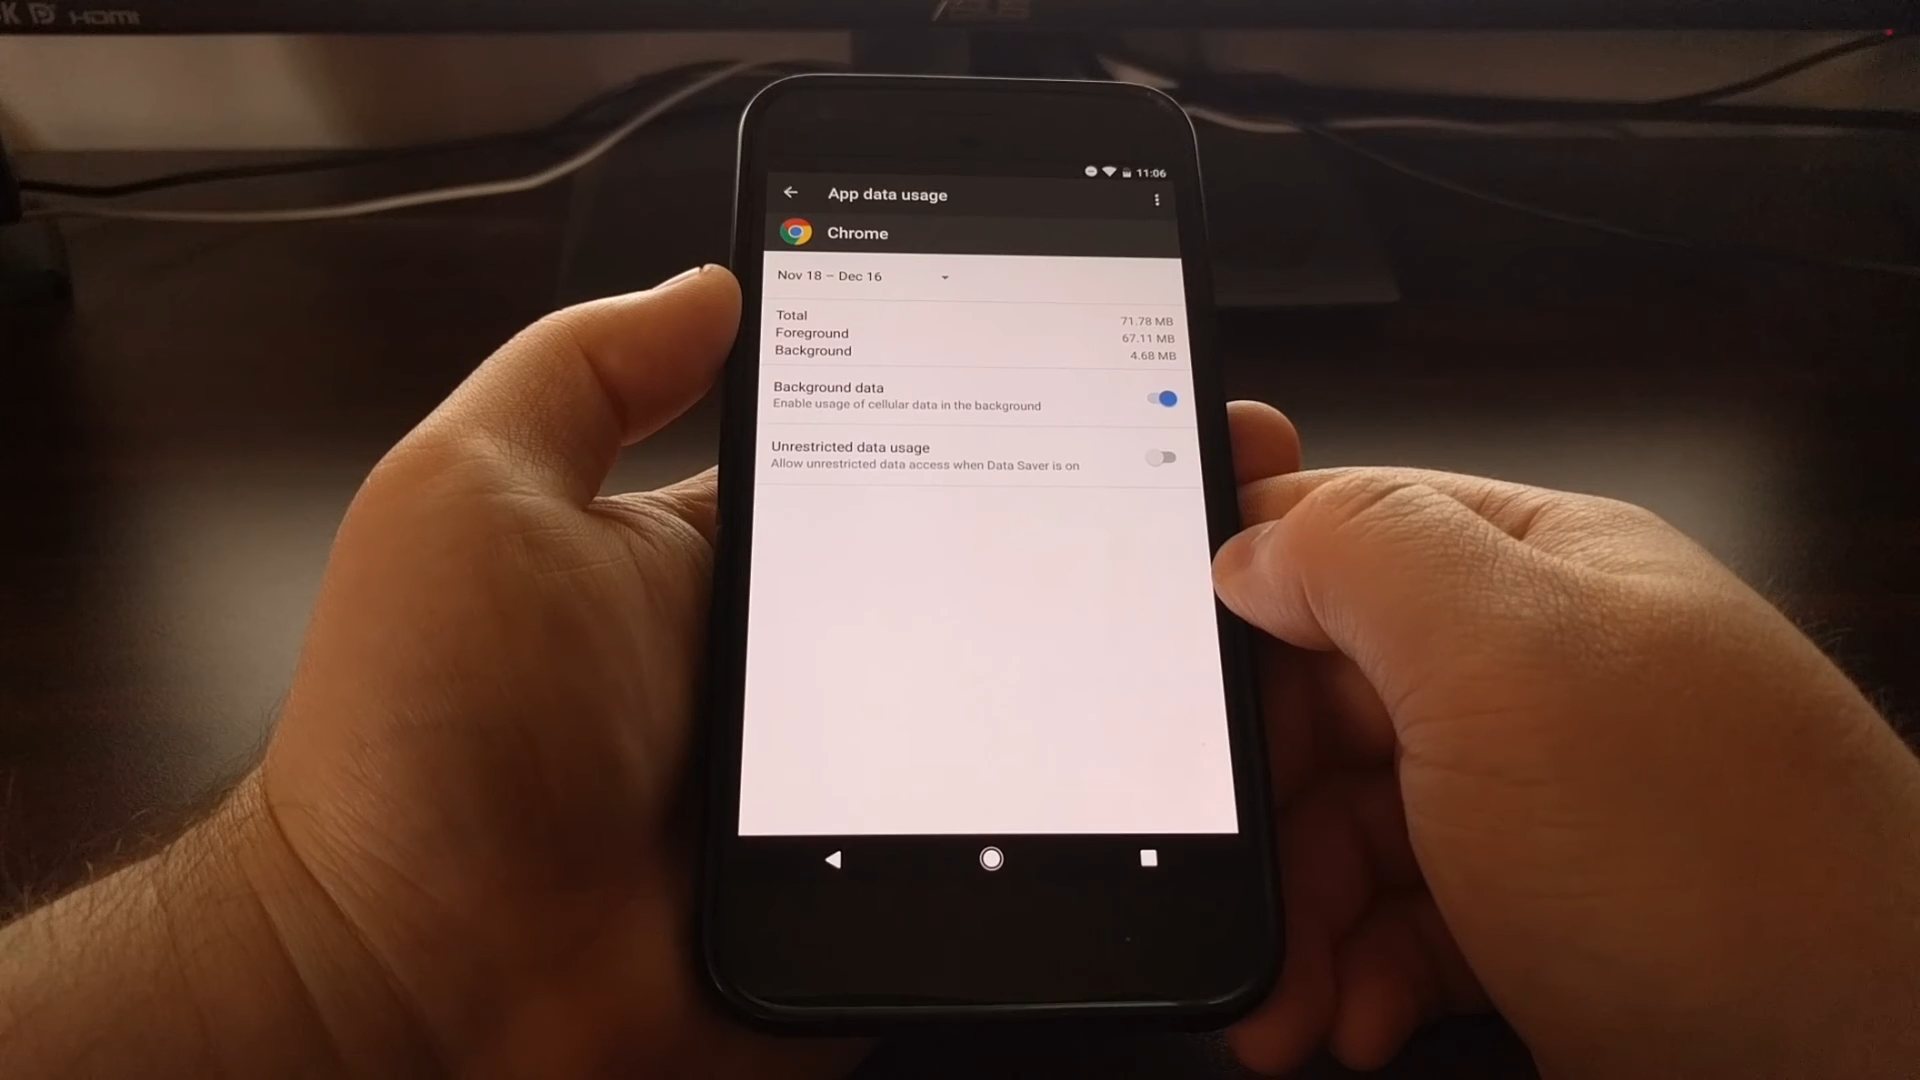 HDMI
11:06
App data usage
Chrome
Nov 18 – Dec 16
Total 71.78 MB
Foreground 67.11 MB
Background 4.68 MB
Background data
Enable usage of cellular data in the background
Unrestricted data usage
Allow unrestricted data access when Data Saver is on